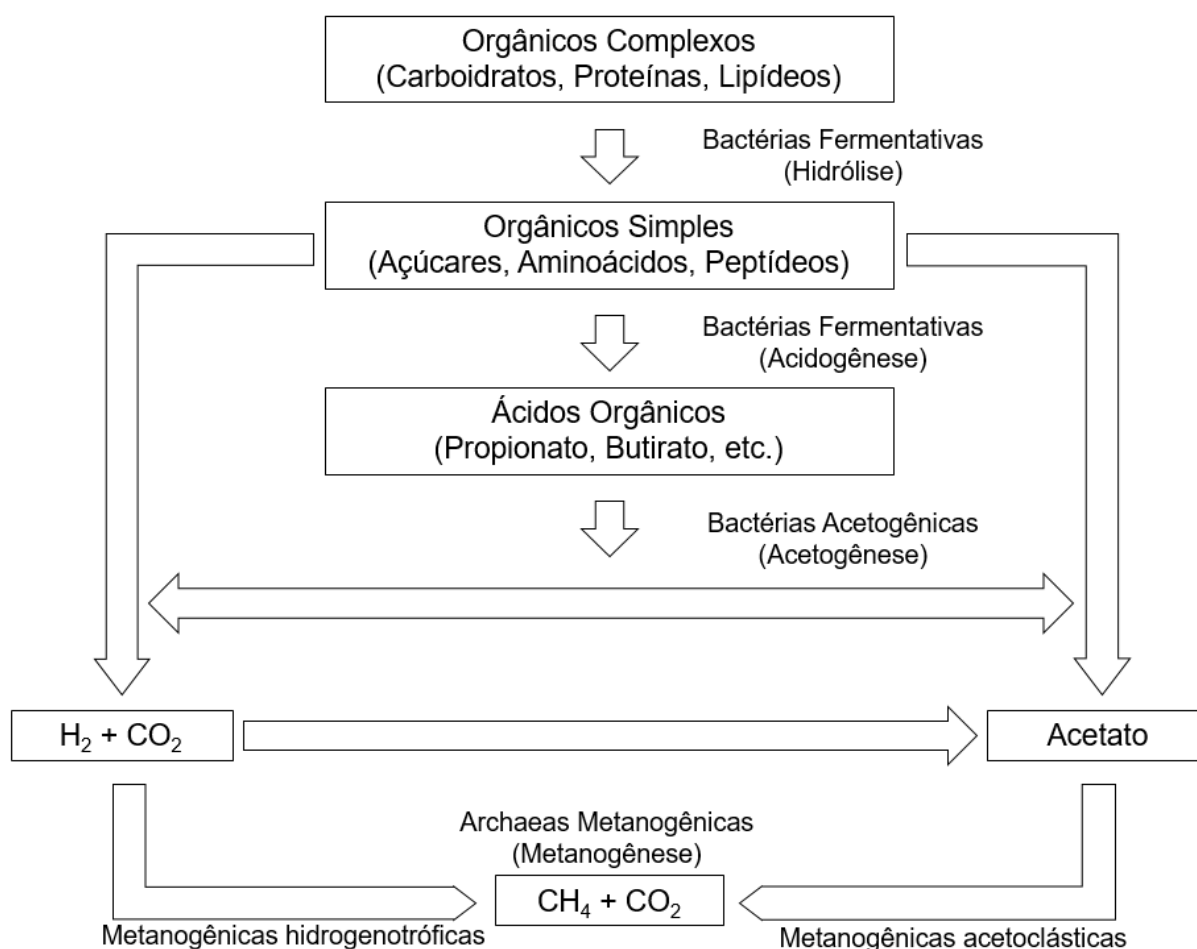 Orgânicos Complexos
(Carboidratos, Proteínas, Lipídeos)
Bactérias Fermentativas
(Hidrólise)
Orgânicos Simples
(Açúcares, Aminoácidos, Peptídeos)
Bactérias Fermentativas
(Acidogênese)
Ácidos Orgânicos
(Propionato, Butirato, etc.)
Bactérias Acetogênicas
(Acetogênese)
H₂ + CO₂
Acetato
Archaeas Metanogênicas
(Metanogênese)
CH₄ + CO₂
Metanogênicas hidrogenotróficas
Metanogênicas acetoclásticas